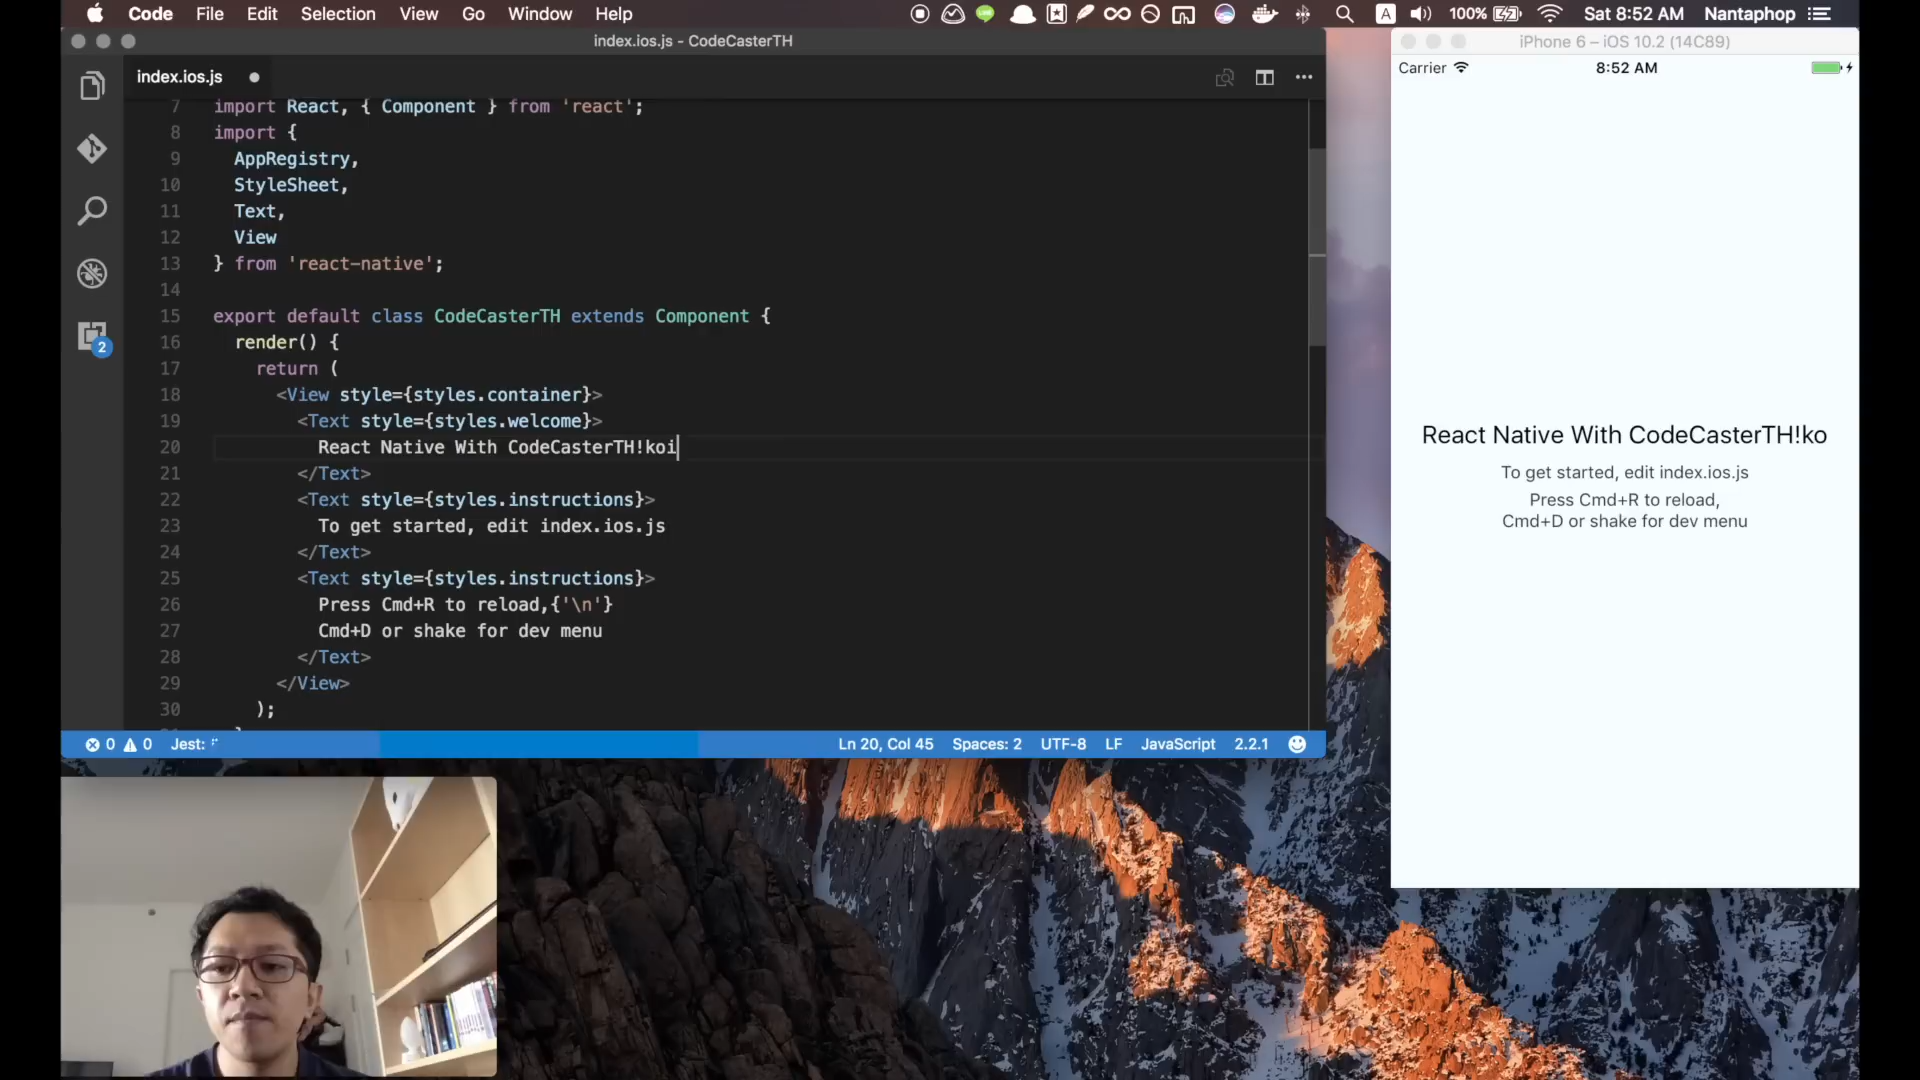 Code File Edit Selection View Go Window Help A 100% Sat 8:52 AM Nantaphop
index.ios.js - CodeCasterTH
index.ios.js
7 import React, { Component } from 'react';
8 import {
9 AppRegistry,
10 StyleSheet,
11 Text,
12 View
13 } from 'react-native';
14
15 export default class CodeCasterTH extends Component {
16 render() {
17 return (
18 <View style={styles.container}>
19 <Text style={styles.welcome}>
20 React Native With CodeCasterTH!koi
21 </Text>
22 <Text style={styles.instructions}>
23 To get started, edit index.ios.js
24 </Text>
25 <Text style={styles.instructions}>
26 Press Cmd+R to reload,{'\n'}
27 Cmd+D or shake for dev menu
28 </Text>
29 </View>
30 );
2
0 0 Jest: Ln 20, Col 45 Spaces: 2 UTF-8 LF JavaScript 2.2.1
iPhone 6 – iOS 10.2 (14C89)
Carrier 8:52 AM
React Native With CodeCasterTH!ko
To get started, edit index.ios.js
Press Cmd+R to reload,
Cmd+D or shake for dev menu